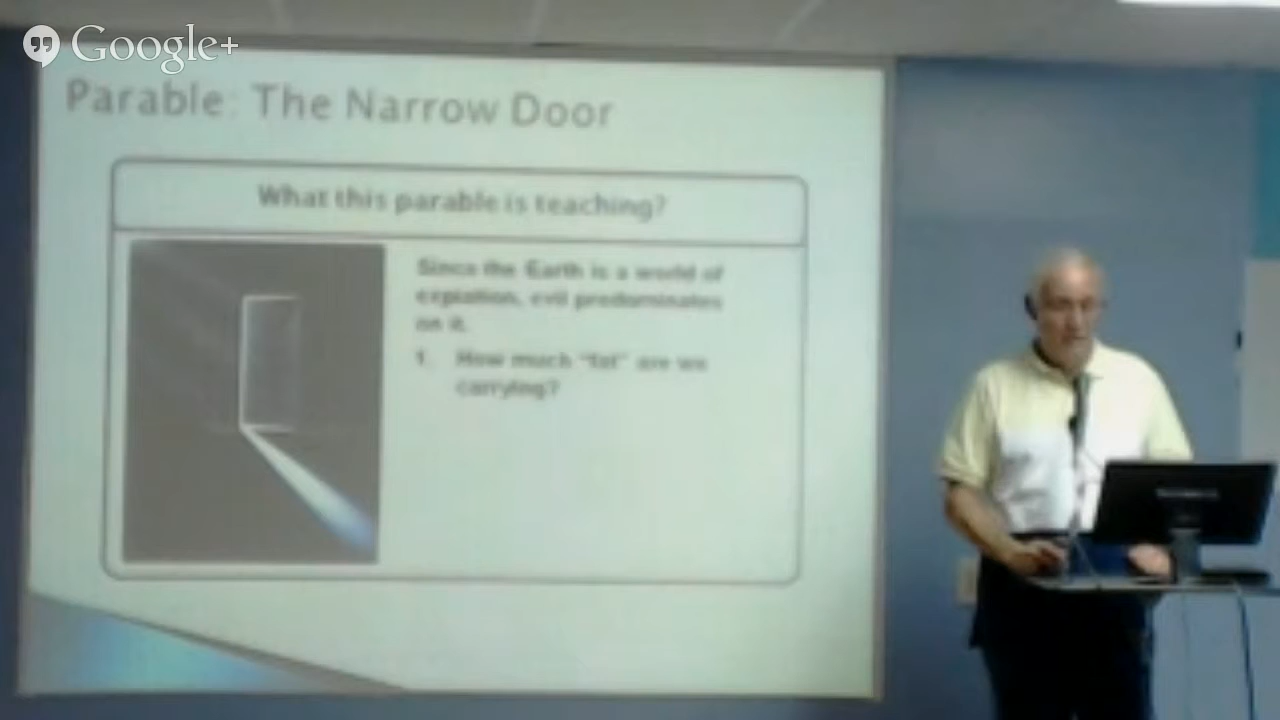 Google+
Parable: The Narrow Door
What this parable is teaching?
Since the Earth is a world of
expiation, evil predominates
on it.
1. How much "fat" are we
carrying?